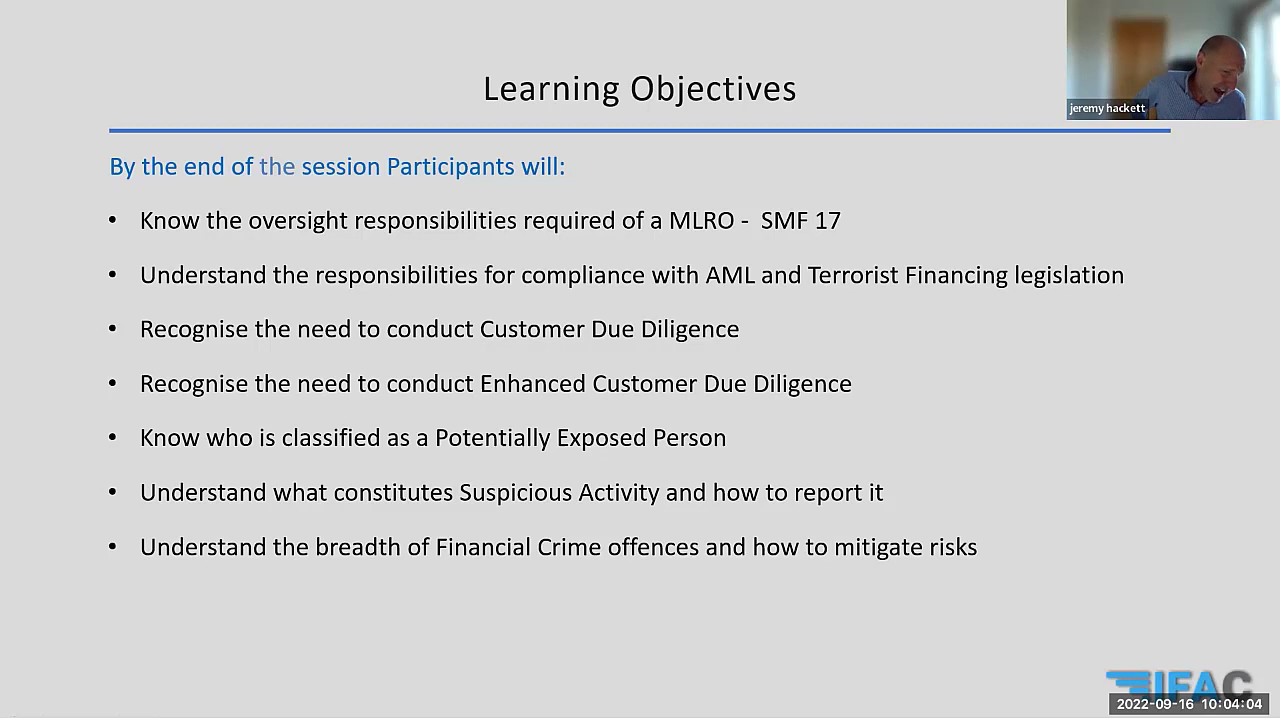 Learning Objectives
jeremy hackett
By the end of the session Participants will:
• Know the oversight responsibilities required of a MLRO - SMF 17
• Understand the responsibilities for compliance with AML and Terrorist Financing legislation
• Recognise the need to conduct Customer Due Diligence
• Recognise the need to conduct Enhanced Customer Due Diligence
• Know who is classified as a Potentially Exposed Person
• Understand what constitutes Suspicious Activity and how to report it
• Understand the breadth of Financial Crime offences and how to mitigate risks
IFAC
2022-09-16 10:04:04